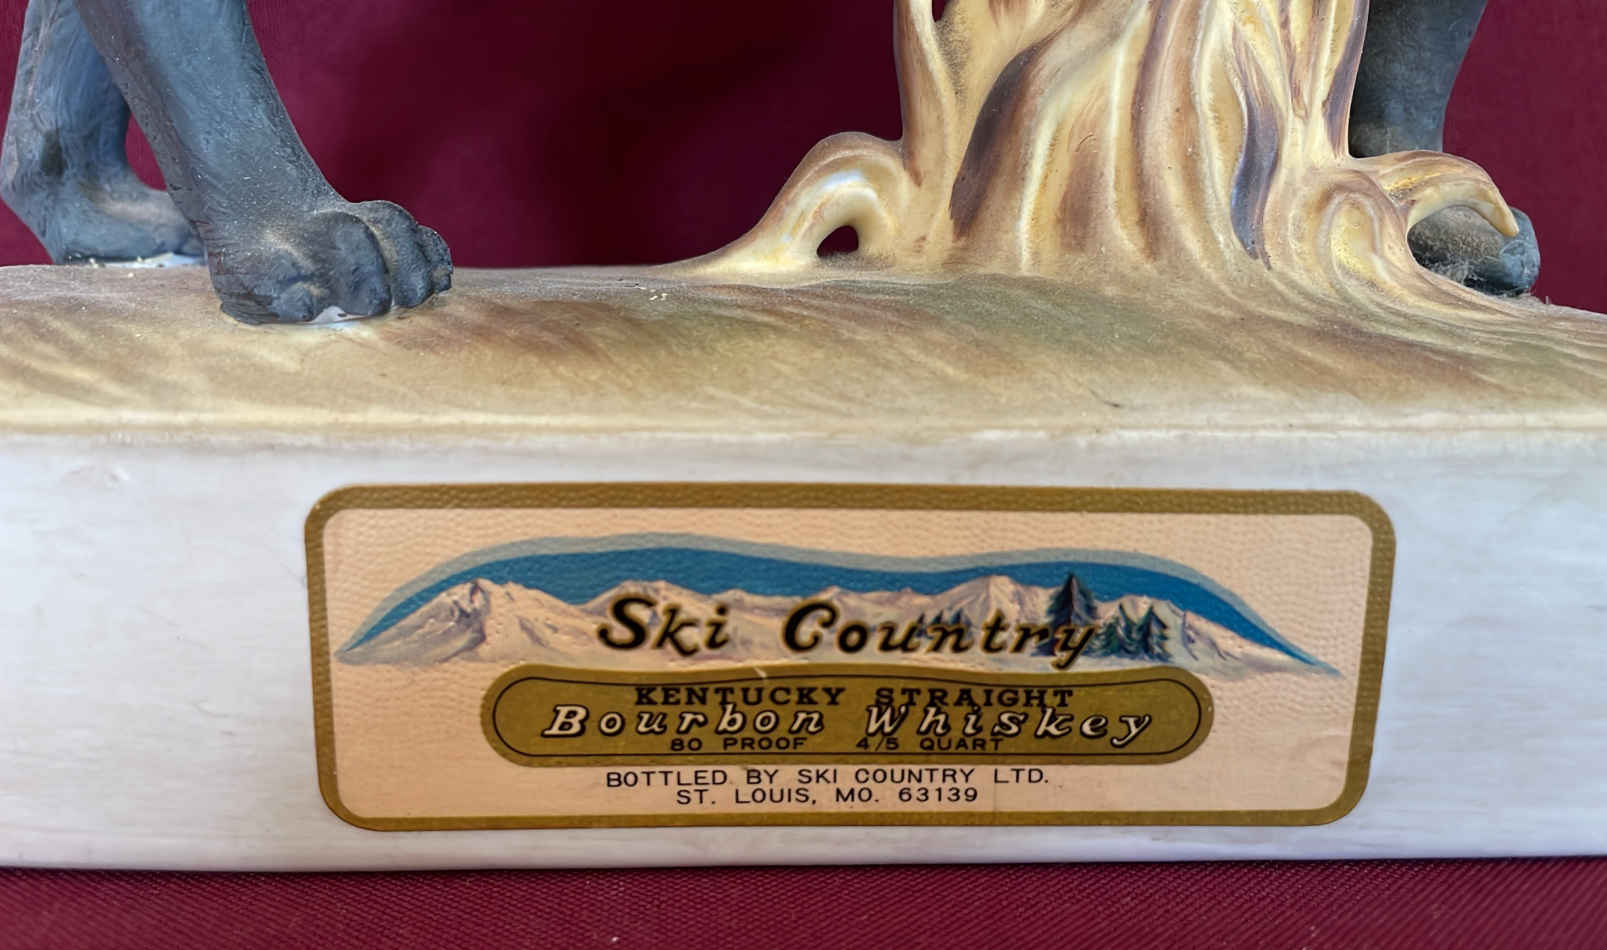 Ski Country
KENTUCKY STRAIGHT
Bourbon Whiskey
80 PROOF 4/5 QUART
BOTTLED BY SKI COUNTRY LTD.
ST. LOUIS, MO. 63139